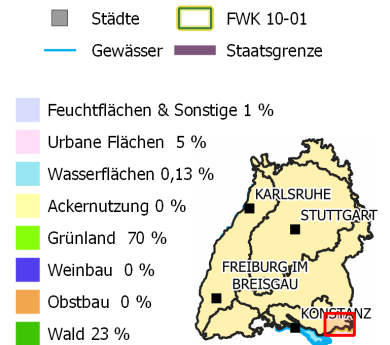 Städte
FWK 10-01
Gewässer
Staatsgrenze
Feuchtflächen & Sonstige 1 %
Urbane Flächen 5 %
Wasserflächen 0,13 %
Ackernutzung 0 %
Grünland 70 %
Weinbau 0 %
Obstbau 0 %
Wald 23 %
KARLSRUHE
STUTTGART
FREIBURG IM
BREISGAU
KONSTANZ